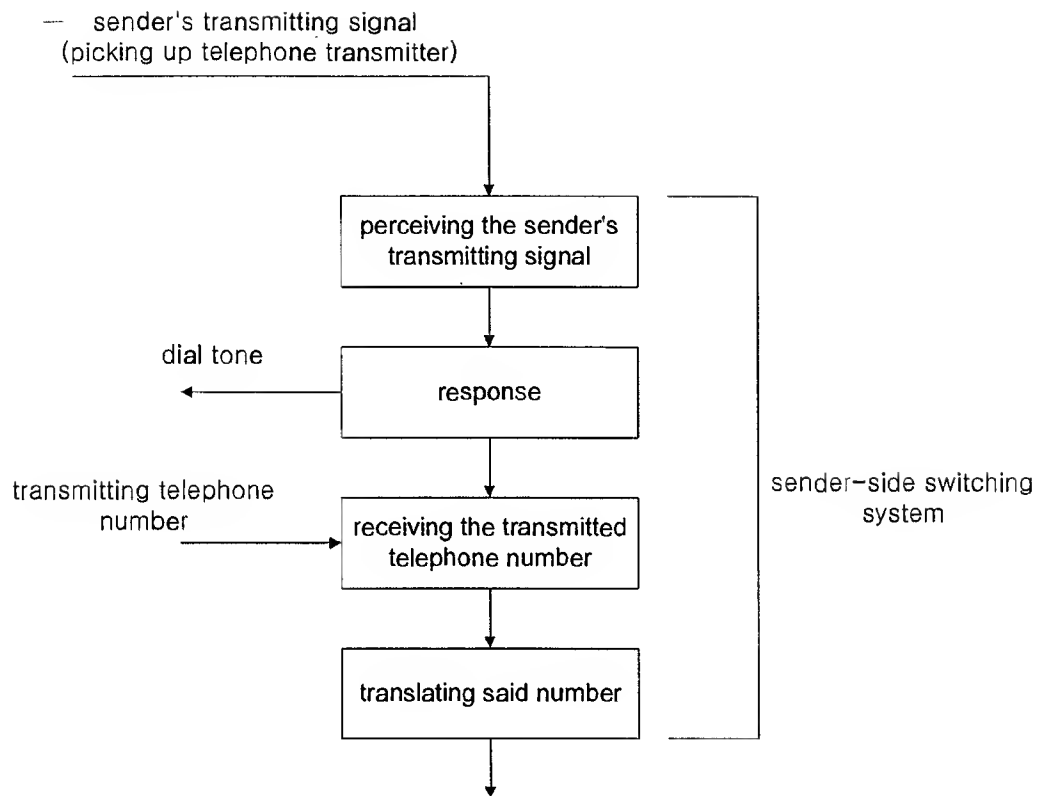 — sender's transmitting signal
(picking up telephone transmitter)
perceiving the sender's
transmitting signal
dial tone
response
transmitting telephone
number
receiving the transmitted
telephone number
sender-side switching
system
translating said number